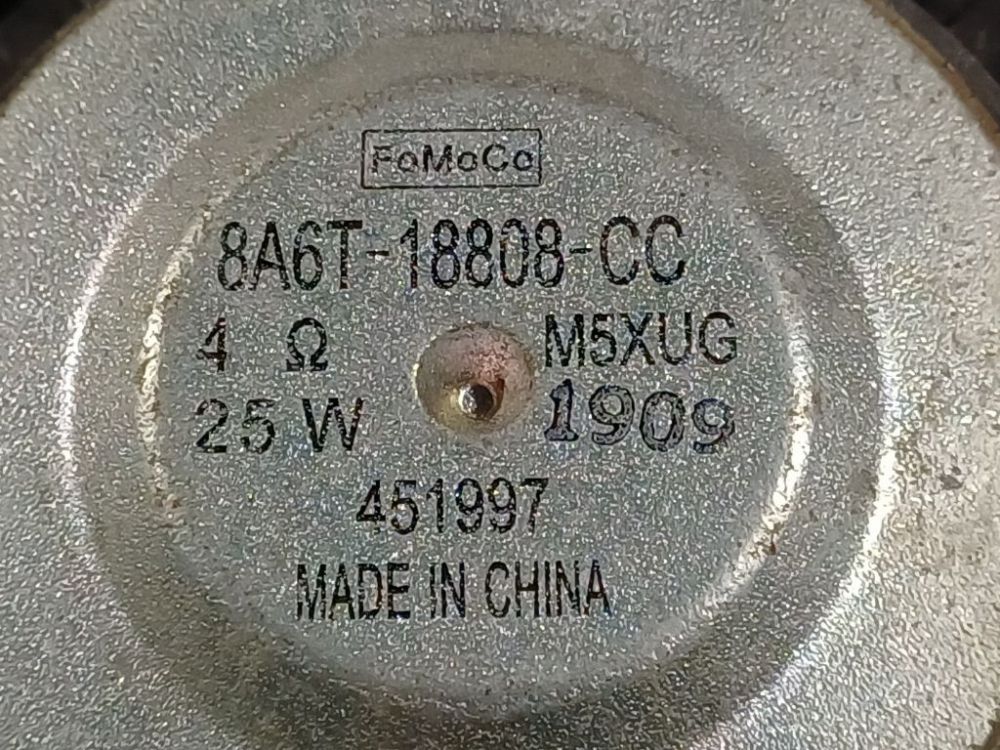 FoMoCo
8A6T-18808-CC
4 Ω M5XUG
25 W 1909
451997
MADE IN CHINA